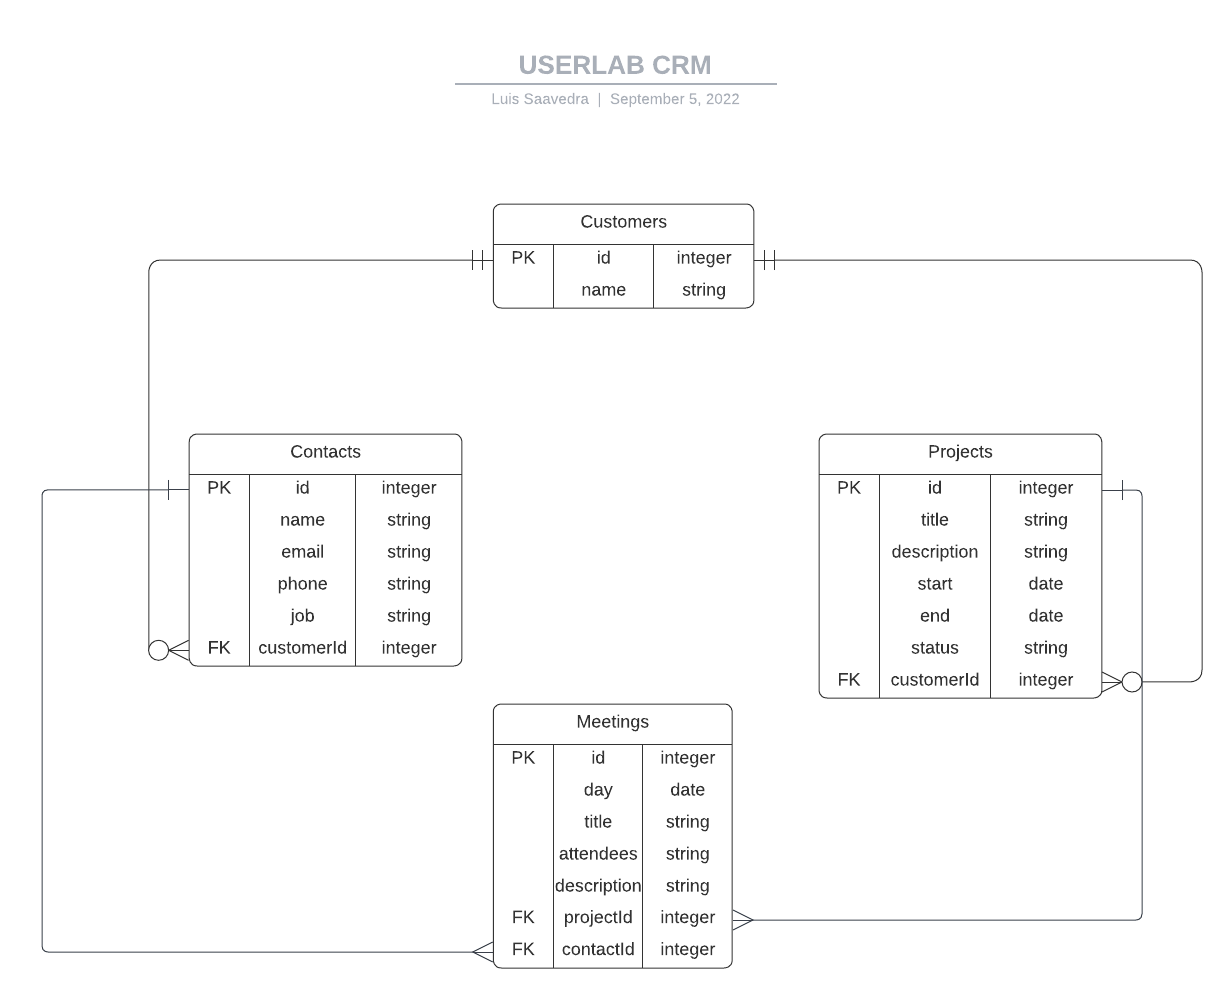 USERLAB CRM
Luis Saavedra | September 5, 2022
Customers
PK id integer
name string
Contacts
PK id integer
name string
email string
phone string
job string
FK customerId integer
Projects
PK id integer
title string
description string
start date
end date
status string
FK customerId integer
Meetings
PK id integer
day date
title string
attendees string
description string
FK projectId integer
FK contactId integer